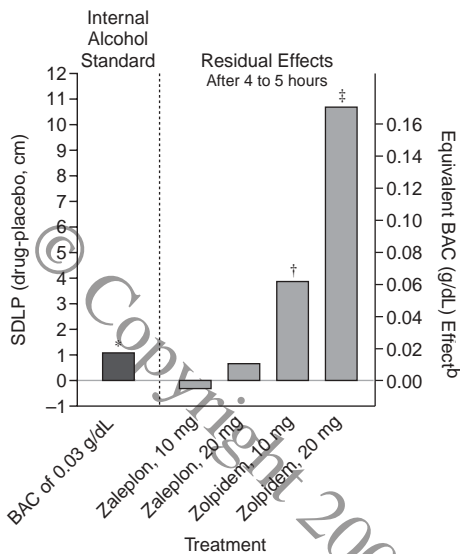 Internal
Alcohol
Standard
Residual Effects
After 4 to 5 hours
SDLP (drug-placebo, cm)
12
11
10
9
8
7
6
5
4
3
2
1
0
–1
*
†
‡
0.16
0.14
0.12
0.10
0.08
0.06
0.04
0.02
0.00
Equivalent BAC (g/dL) Effectb
BAC of 0.03 g/dL
Zaleplon, 10 mg
Zaleplon, 20 mg
Zolpidem, 10 mg
Zolpidem, 20 mg
Treatment
© Copyright 200